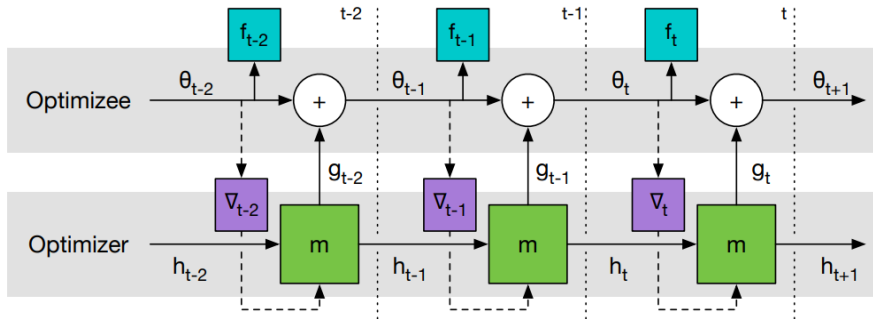 t-2 t-1 t
f_{t-2} f_{t-1} f_t
θ_{t-2} θ_{t-1} θ_t θ_{t+1}
Optimizee + + +
g_{t-2} g_{t-1} g_t
∇_{t-2} ∇_{t-1} ∇_t
Optimizer m m m
h_{t-2} h_{t-1} h_t h_{t+1}